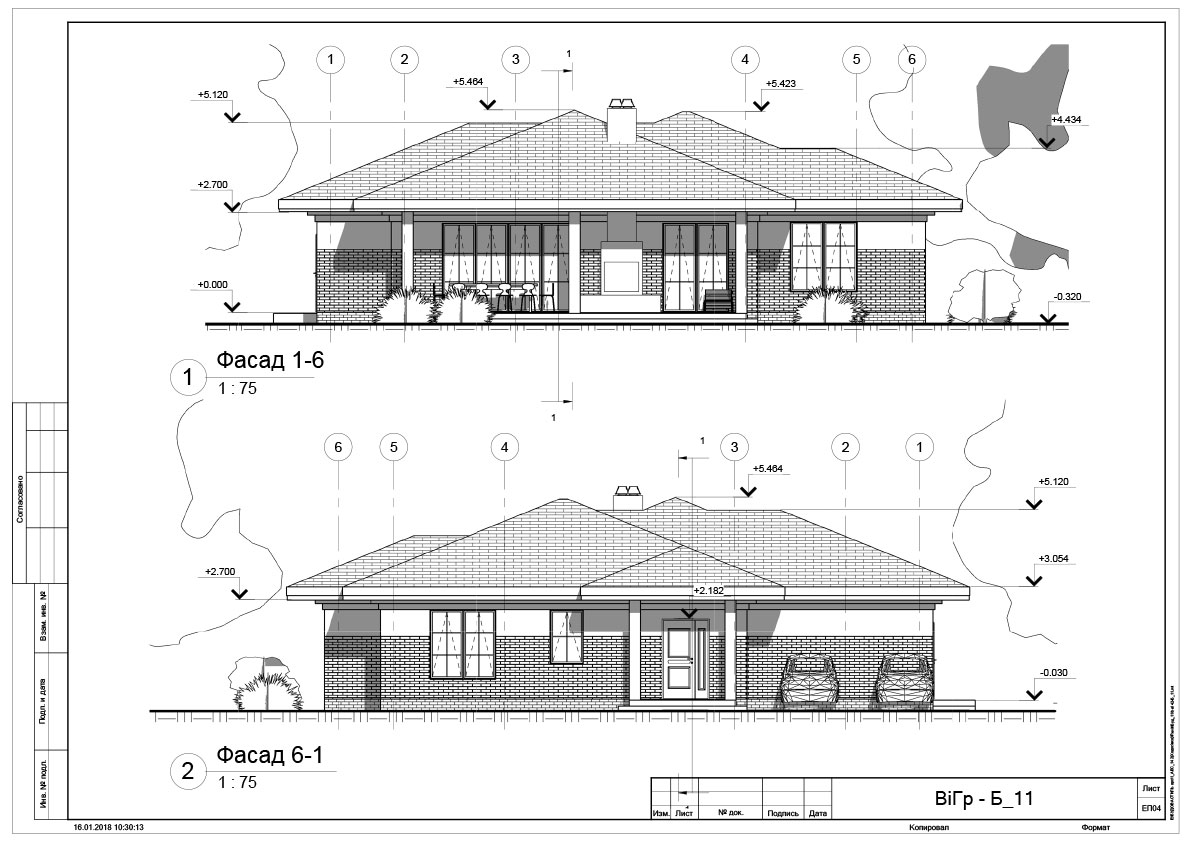 1
2
3
1
4
5
6
+5.464
+5.423
+5.120
+4.434
+2.700
+0.000
-0.320
1
Фасад 1-6
1 : 75
1
6
5
4
1
3
2
1
+5.464
+5.120
+3.054
+2.700
+2.182
-0.030
2
Фасад 6-1
1 : 75
Согласовано
Взам. инв. №
Подп. и дата
Инв. № подл.
ВiГр - Б_11
Лист
ЕП04
Изм.
Лист
№ док.
Подпись
Дата
16.01.2018 10:30:13
Копировал
Формат